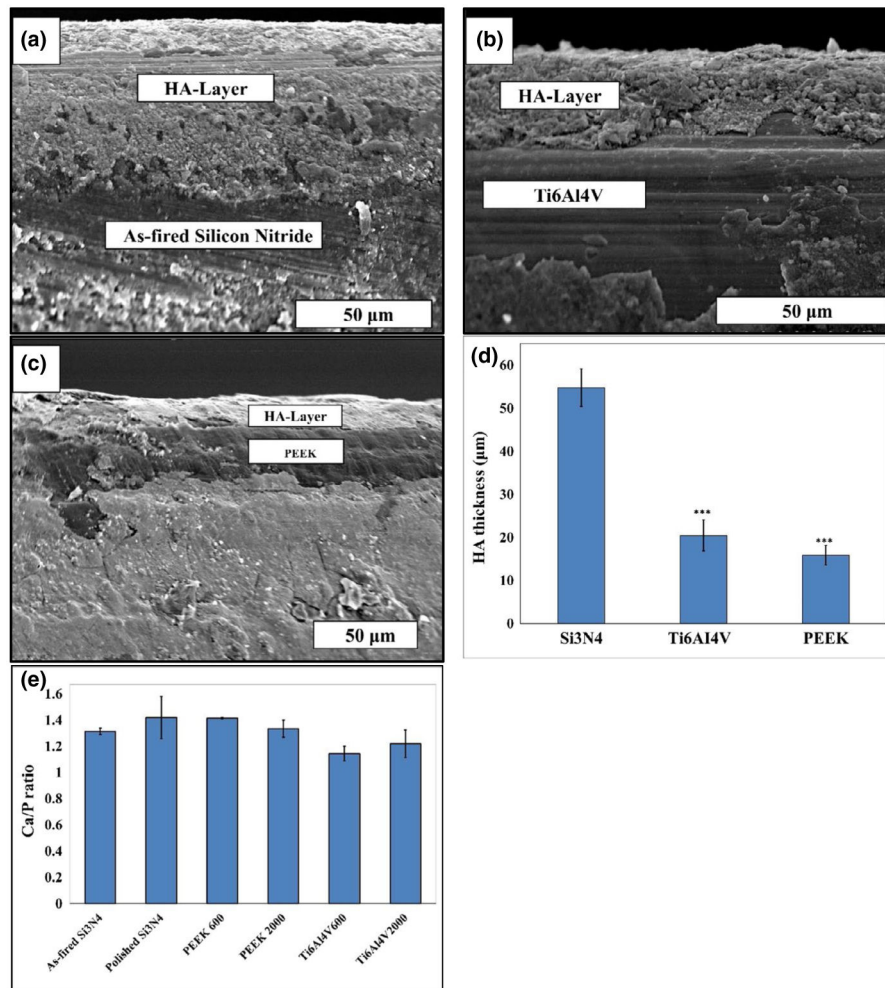 (a)
HA-Layer
As-fired Silicon Nitride
50 µm
(b)
HA-Layer
Ti6Al4V
50 µm
(c)
HA-Layer
PEEK
50 µm
(d)
HA thickness (µm)
60
50
40
30
20
10
0
***
***
Si3N4
Ti6AI4V
PEEK
(e)
Ca/P ratio
1.6
1.4
1.2
1
0.8
0.6
0.4
0.2
0
As-fired Si3N4
Polished Si3N4
PEEK 600
PEEK 2000
Ti6Al4V600
Ti6Al4V2000